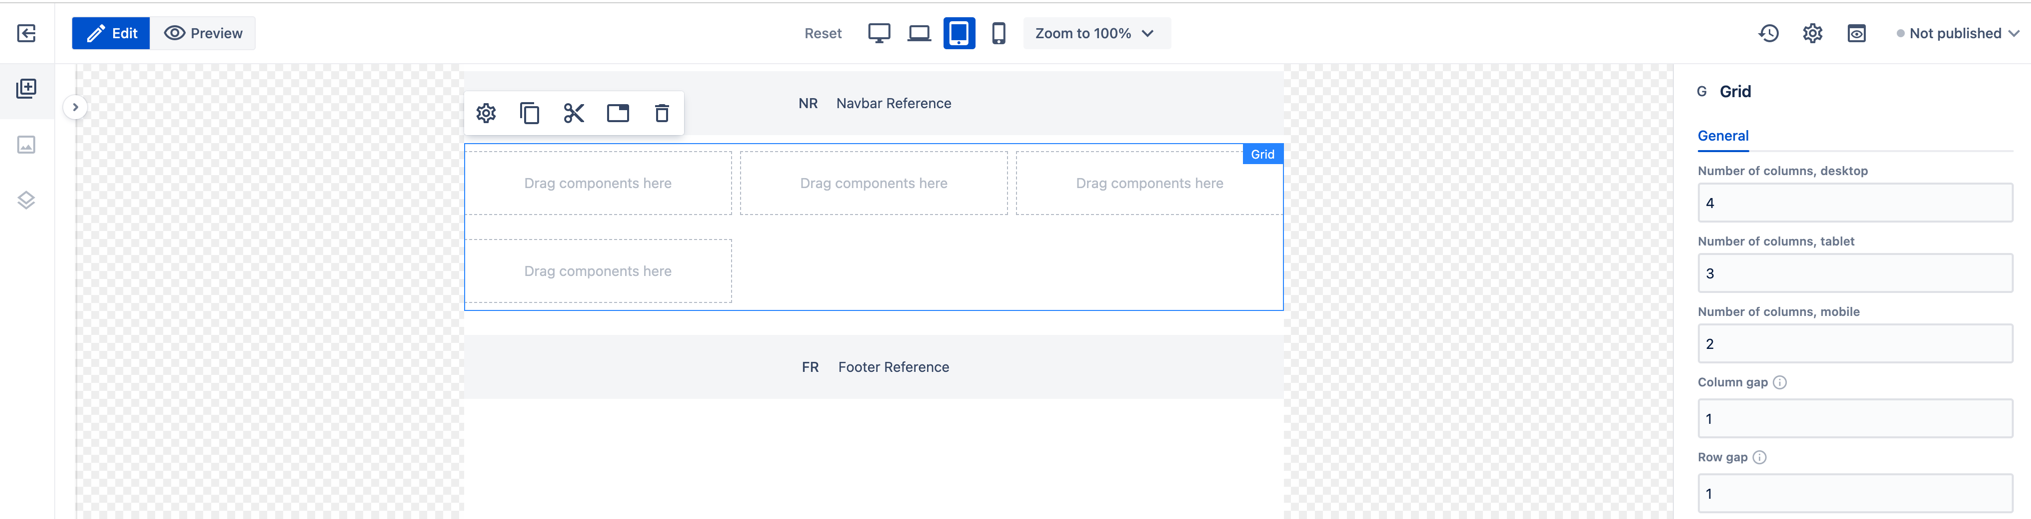 Edit
Preview
Reset
Zoom to 100%
Not published
NR Navbar Reference
Grid
Drag components here
Drag components here
Drag components here
Drag components here
FR Footer Reference
G Grid
General
Number of columns, desktop
4
Number of columns, tablet
3
Number of columns, mobile
2
Column gap
1
Row gap
1